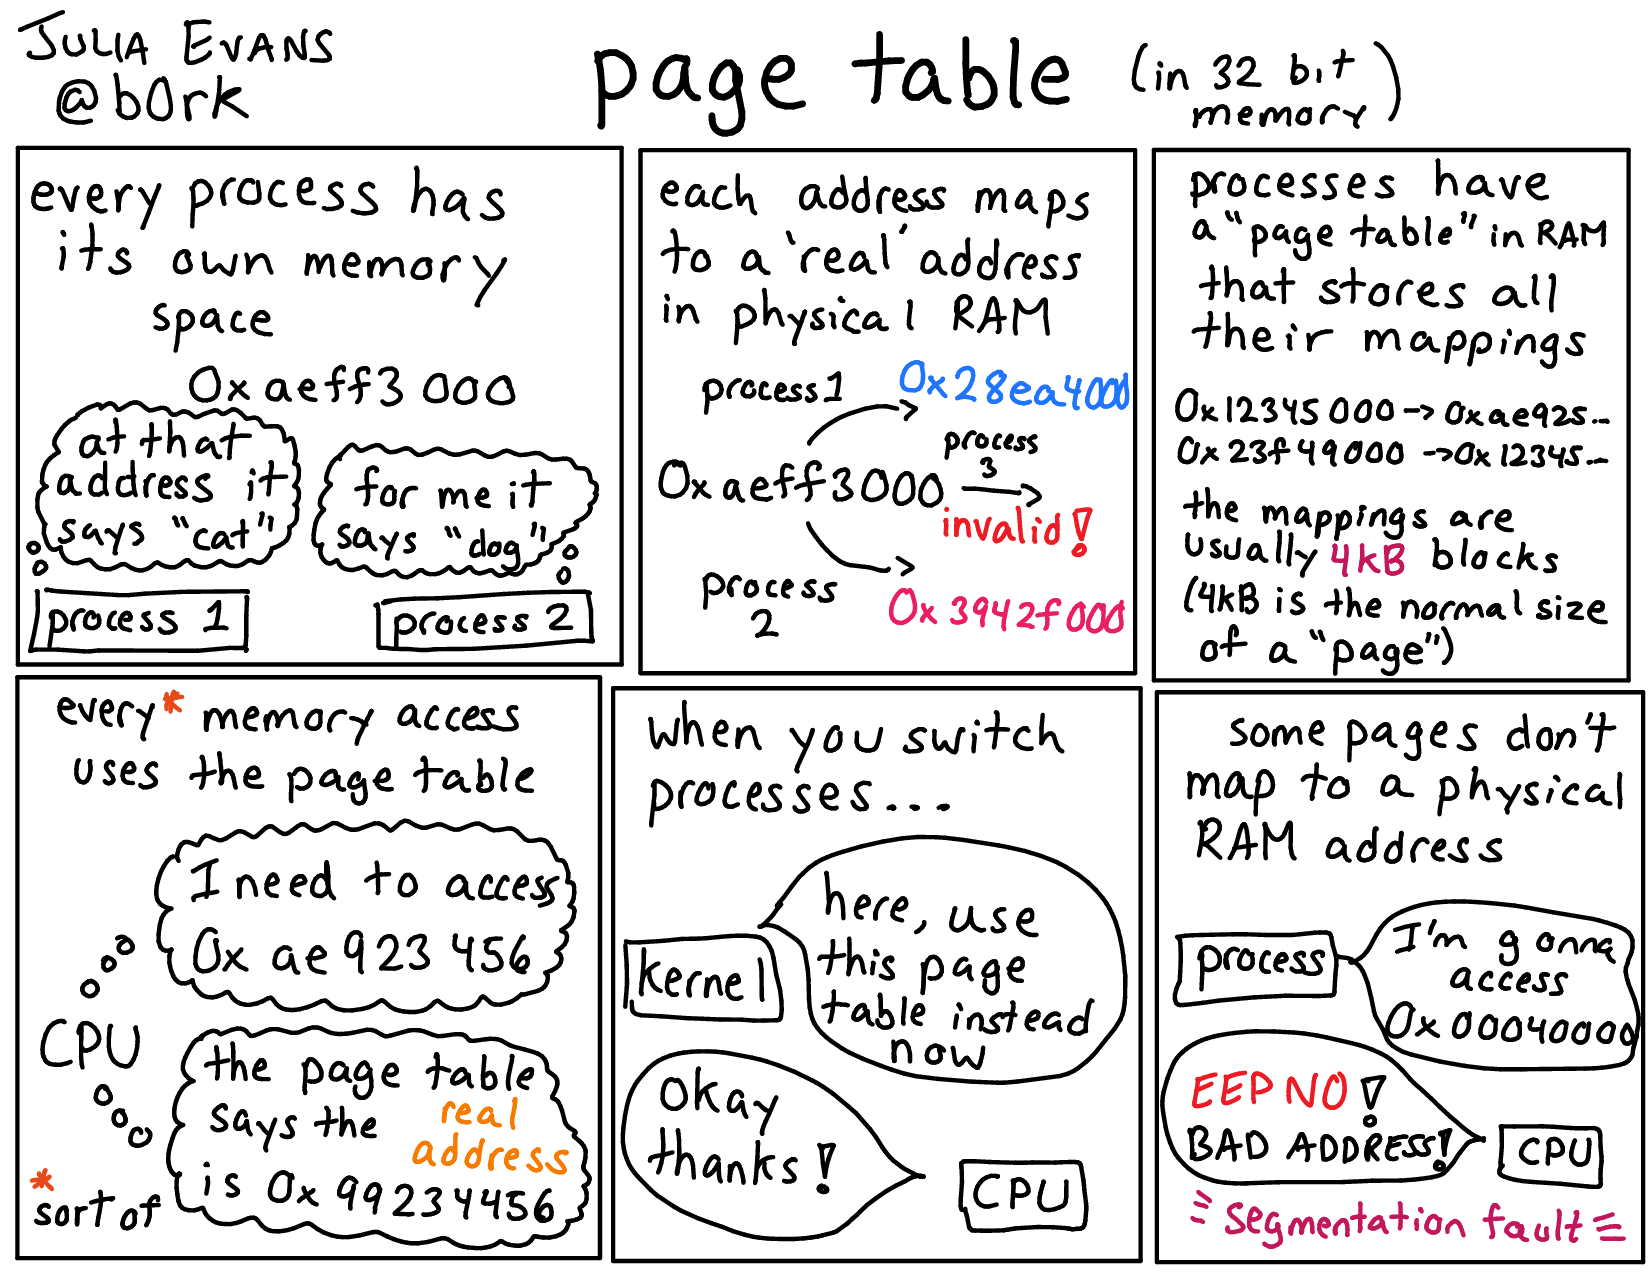 JULIA EVANS
@b0rk
page table (in 32 bit
memory)
every process has
its own memory
space
0xaeff3000
at that
address it
says "cat"
for me it
says "dog"
process 1
process 2
each address maps
to a 'real' address
in physical RAM
process 1
0x28ea4000
0xaeff3000
process
3
invalid!
process
2
0x3942f000
processes have
a "page table" in RAM
that stores all
their mappings
0x12345000 → 0xae925...
0x23f49000 → 0x12345...
the mappings are
usually 4kB blocks
(4kB is the normal size
of a "page")
every* memory access
uses the page table
I need to access
0xae923456
CPU
the page table
says the real
address
is 0x99234456
*
sort of
when you switch
processes...
kernel
here, use
this page
table instead
now
okay
thanks!
CPU
some pages don't
map to a physical
RAM address
process
I'm gonna
access
0x00040000
EEP NO!
BAD ADDRESS!
CPU
segmentation fault